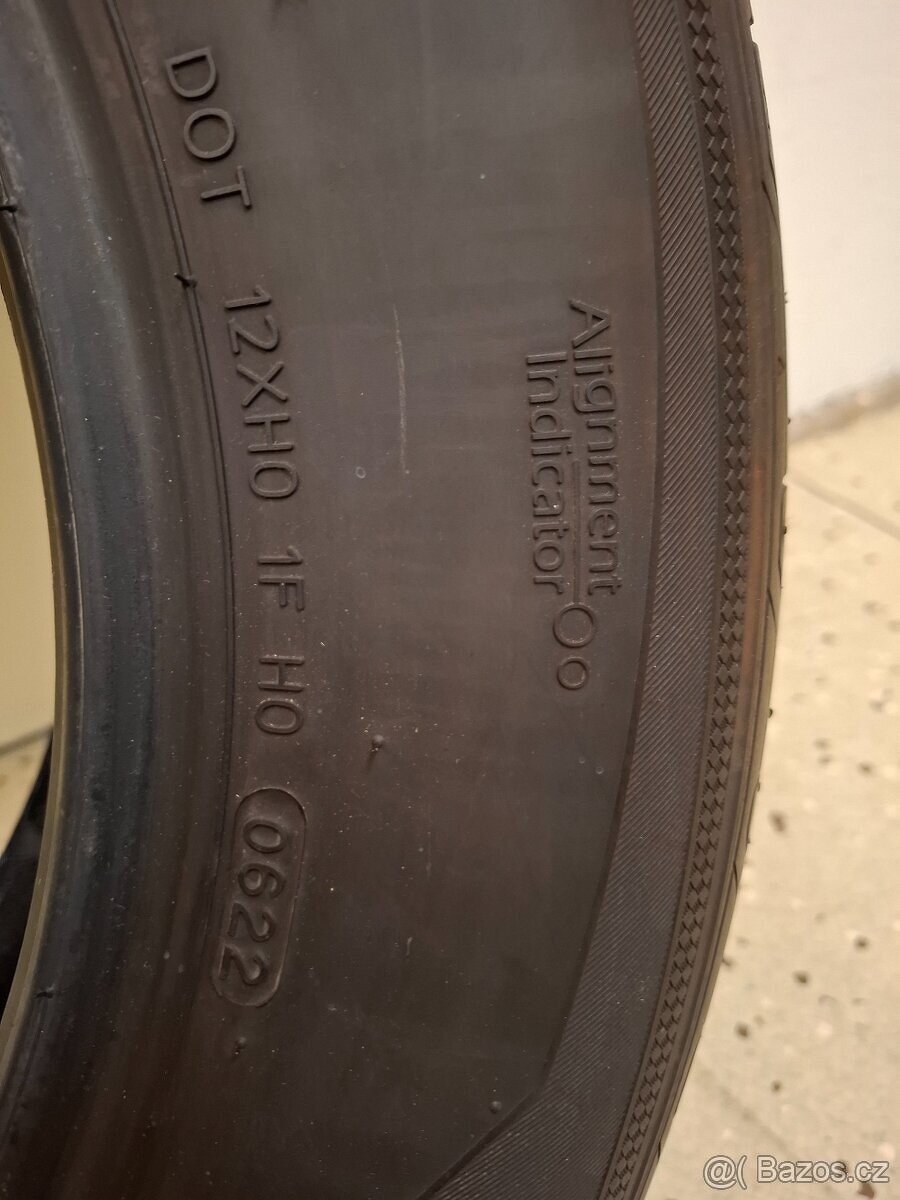 DOT 12XH0 1F H0 0622
Alignment
Indicator
@( Bazos.cz